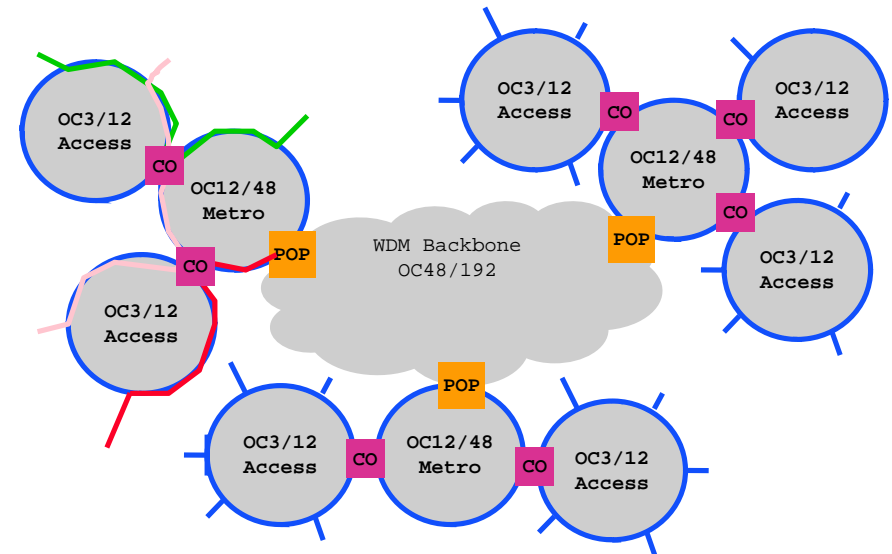 OC3/12
Access
CO
OC12/48
Metro
CO
POP
OC3/12
Access
WDM Backbone
OC48/192
OC3/12
Access
CO
OC12/48
Metro
CO
OC3/12
Access
CO
POP
OC3/12
Access
POP
OC3/12
Access
CO
OC12/48
Metro
CO
OC3/12
Access